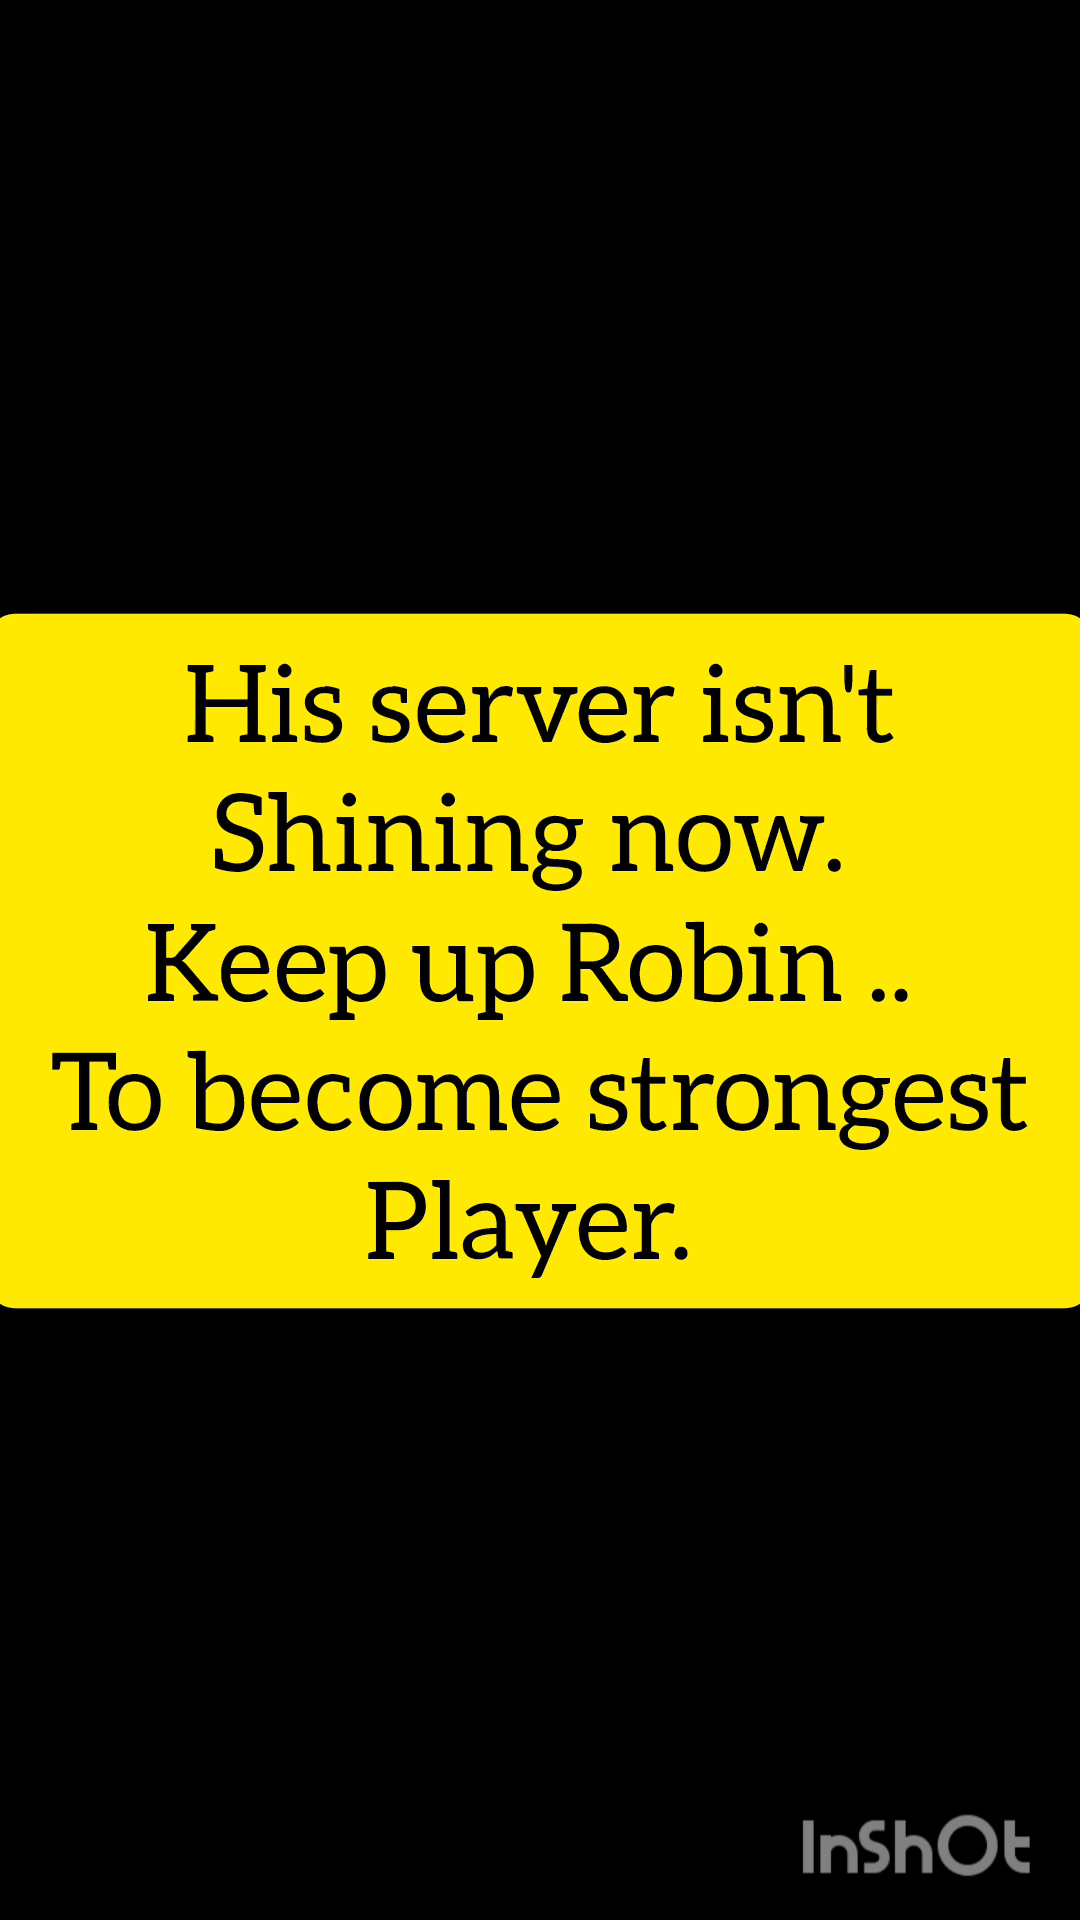 His server isn't
Shining now.
Keep up Robin ..
To become strongest
Player.
InShOt